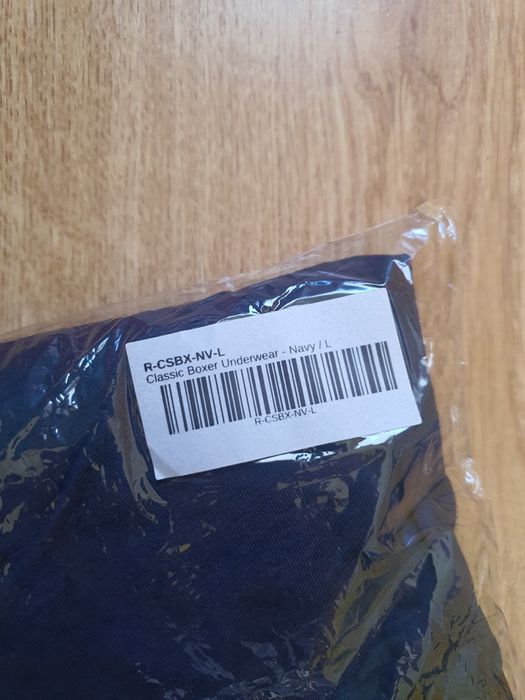 R-CSBX-NV-L
Classic Boxer Underwear - Navy / L
R-CSBX-NV-L